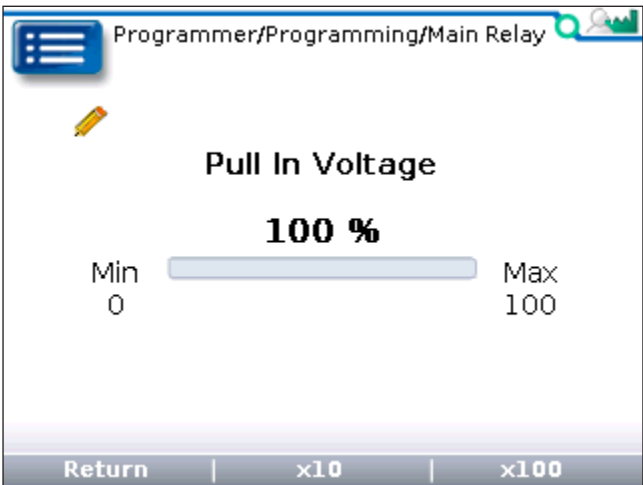 Programmer/Programming/Main Relay
Pull In Voltage
100 %
Min Max
0 100
Return | x10 | x100